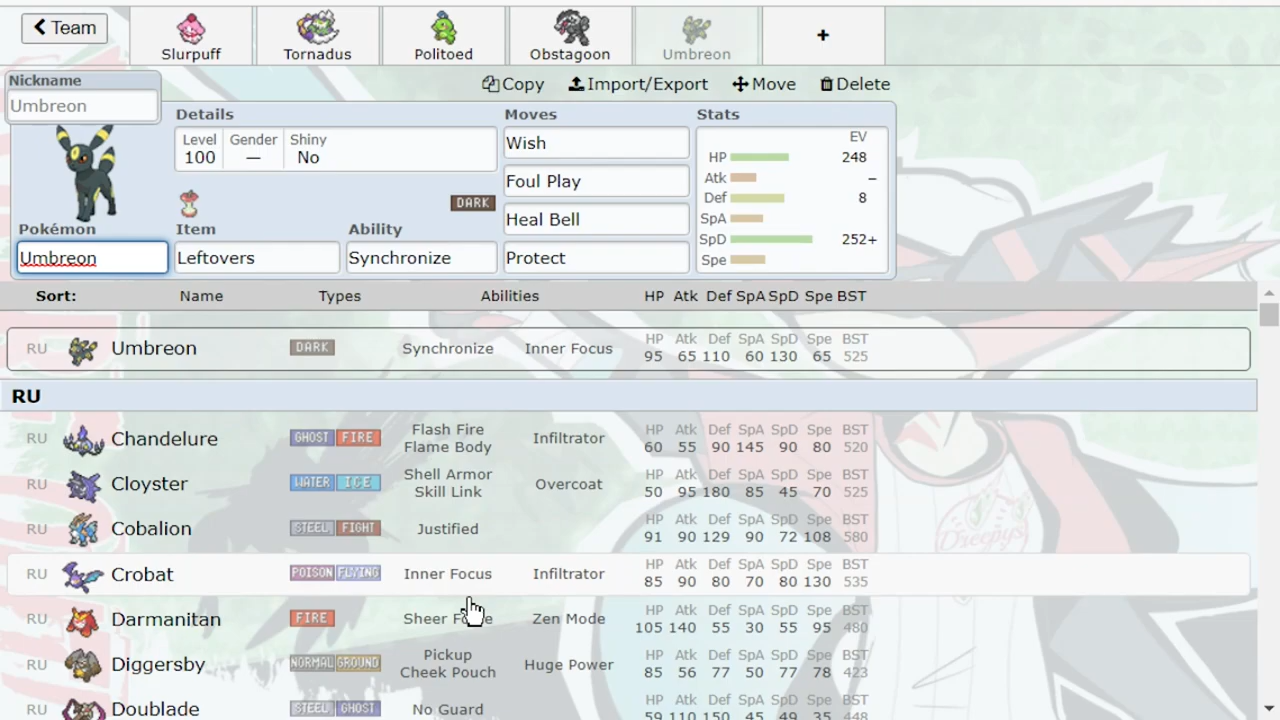 Team
Slurpuff
Tornadus
Politoed
Obstagoon
Umbreon
+
Nickname
Umbreon
Copy
Import/Export
Move
Delete
Details
Moves
Stats
Level
Gender
Shiny
100
—
No
Wish
EV
HP 248
Atk –
Foul Play
Def 8
DARK
Heal Bell
SpA
Pokémon
Item
Ability
SpD 252+
Umbreon
Leftovers
Synchronize
Protect
Spe
Sort: Name Types Abilities HP Atk Def SpA SpD Spe BST
RU Umbreon DARK Synchronize Inner Focus
HP Atk Def SpA SpD Spe BST
95 65 110 60 130 65 525
RU
RU Chandelure GHOST FIRE
Flash Fire
Flame Body
Infiltrator
HP Atk Def SpA SpD Spe BST
60 55 90 145 90 80 520
RU Cloyster WATER ICE
Shell Armor
Skill Link
Overcoat
HP Atk Def SpA SpD Spe BST
50 95 180 85 45 70 525
RU Cobalion STEEL FIGHT Justified
HP Atk Def SpA SpD Spe BST
91 90 129 90 72 108 580
RU Crobat POISON FLYING Inner Focus Infiltrator
HP Atk Def SpA SpD Spe BST
85 90 80 70 80 130 535
RU Darmanitan FIRE Sheer Zen Mode
HP Atk Def SpA SpD Spe BST
105 140 55 30 55 95 480
RU Diggersby NORMAL GROUND
Pickup
Cheek Pouch
Huge Power
HP Atk Def SpA SpD Spe BST
85 56 77 50 77 78 423
RU Doublade STEEL GHOST No Guard
HP Atk Def SpA SpD Spe BST
59 110 150 45 49 35 448
Dreepys